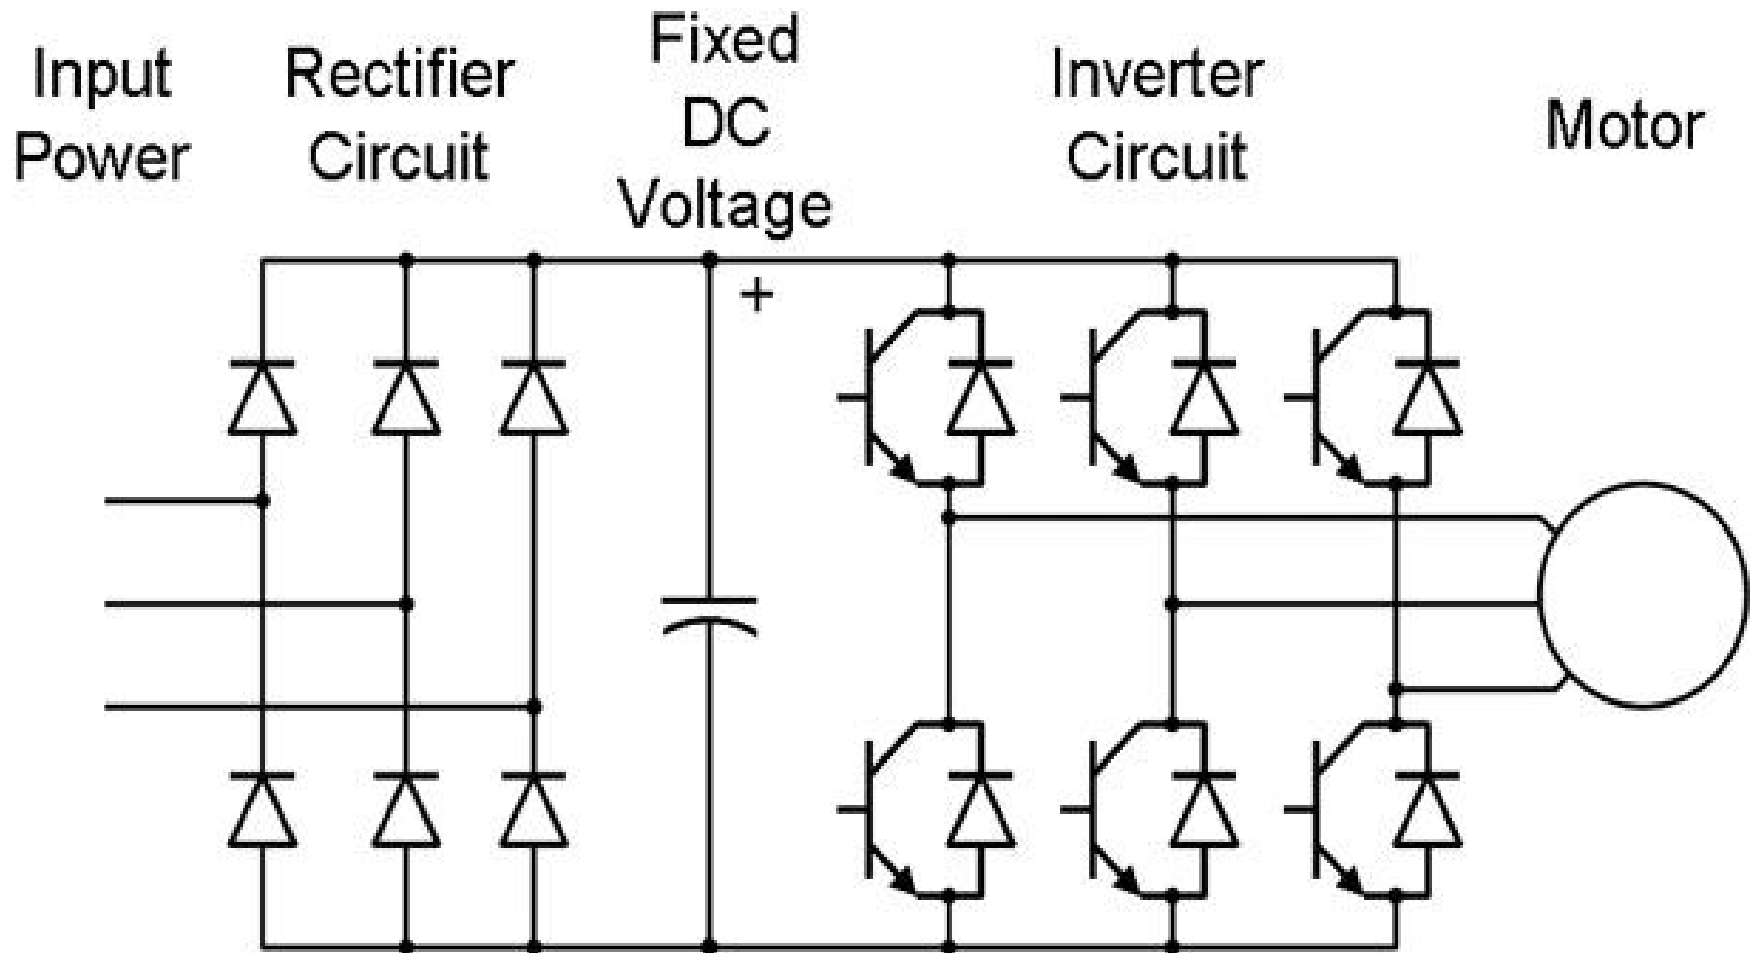 Input
Power
Rectifier
Circuit
Fixed
DC
Voltage
+
Inverter
Circuit
Motor